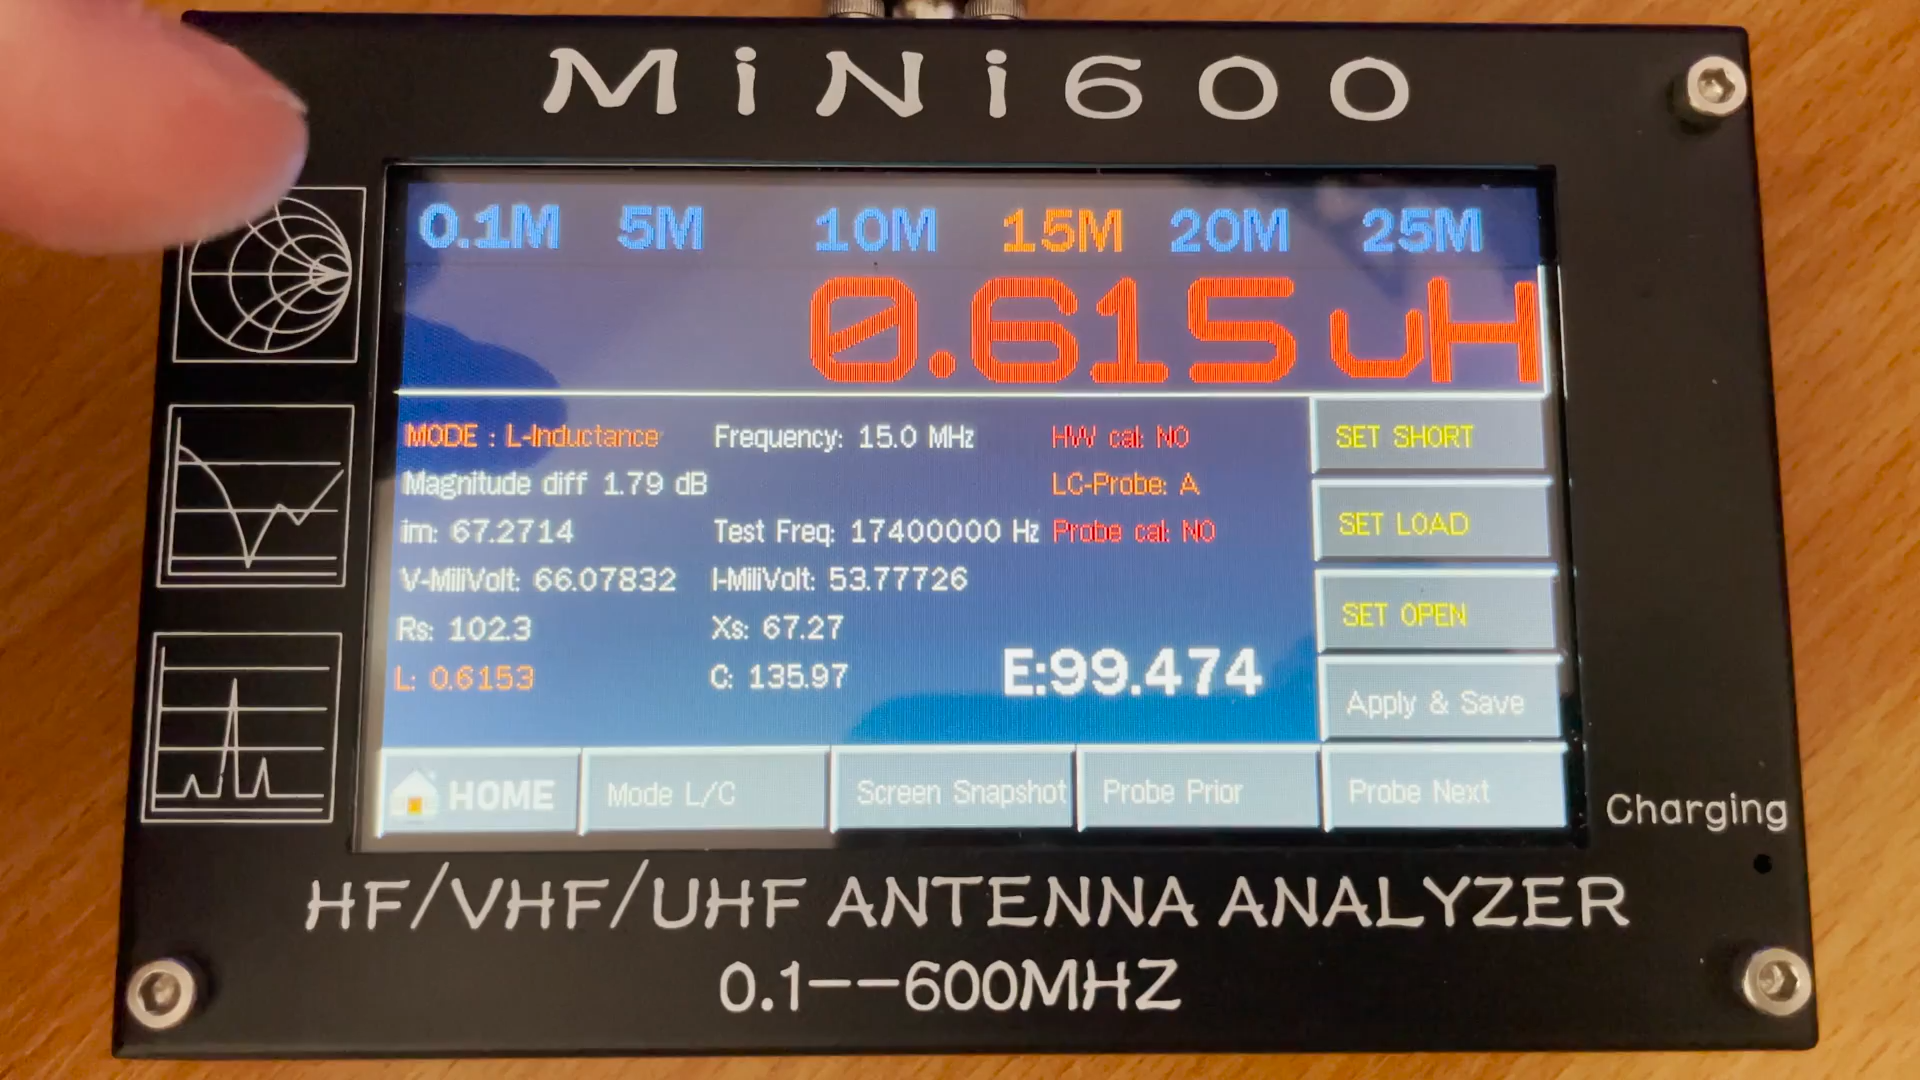 MiNi600
0.1M 5M 10M 15M 20M 25M
0.615uH
MODE : L-Inductance Frequency: 15.0 MHz HW cal: NO
Magnitude diff 1.79 dB LC-Probe: A
im: 67.2714 Test Freq: 17400000 Hz Probe cal: NO
V-MiliVolt: 66.07832 I-MiliVolt: 53.77726
Rs: 102.3 Xs: 67.27
L: 0.6153 C: 135.97 E:99.474
SET SHORT
SET LOAD
SET OPEN
Apply & Save
HOME Mode L/C Screen Snapshot Probe Prior Probe Next
Charging
HF/VHF/UHF ANTENNA ANALYZER
0.1--600MHZ